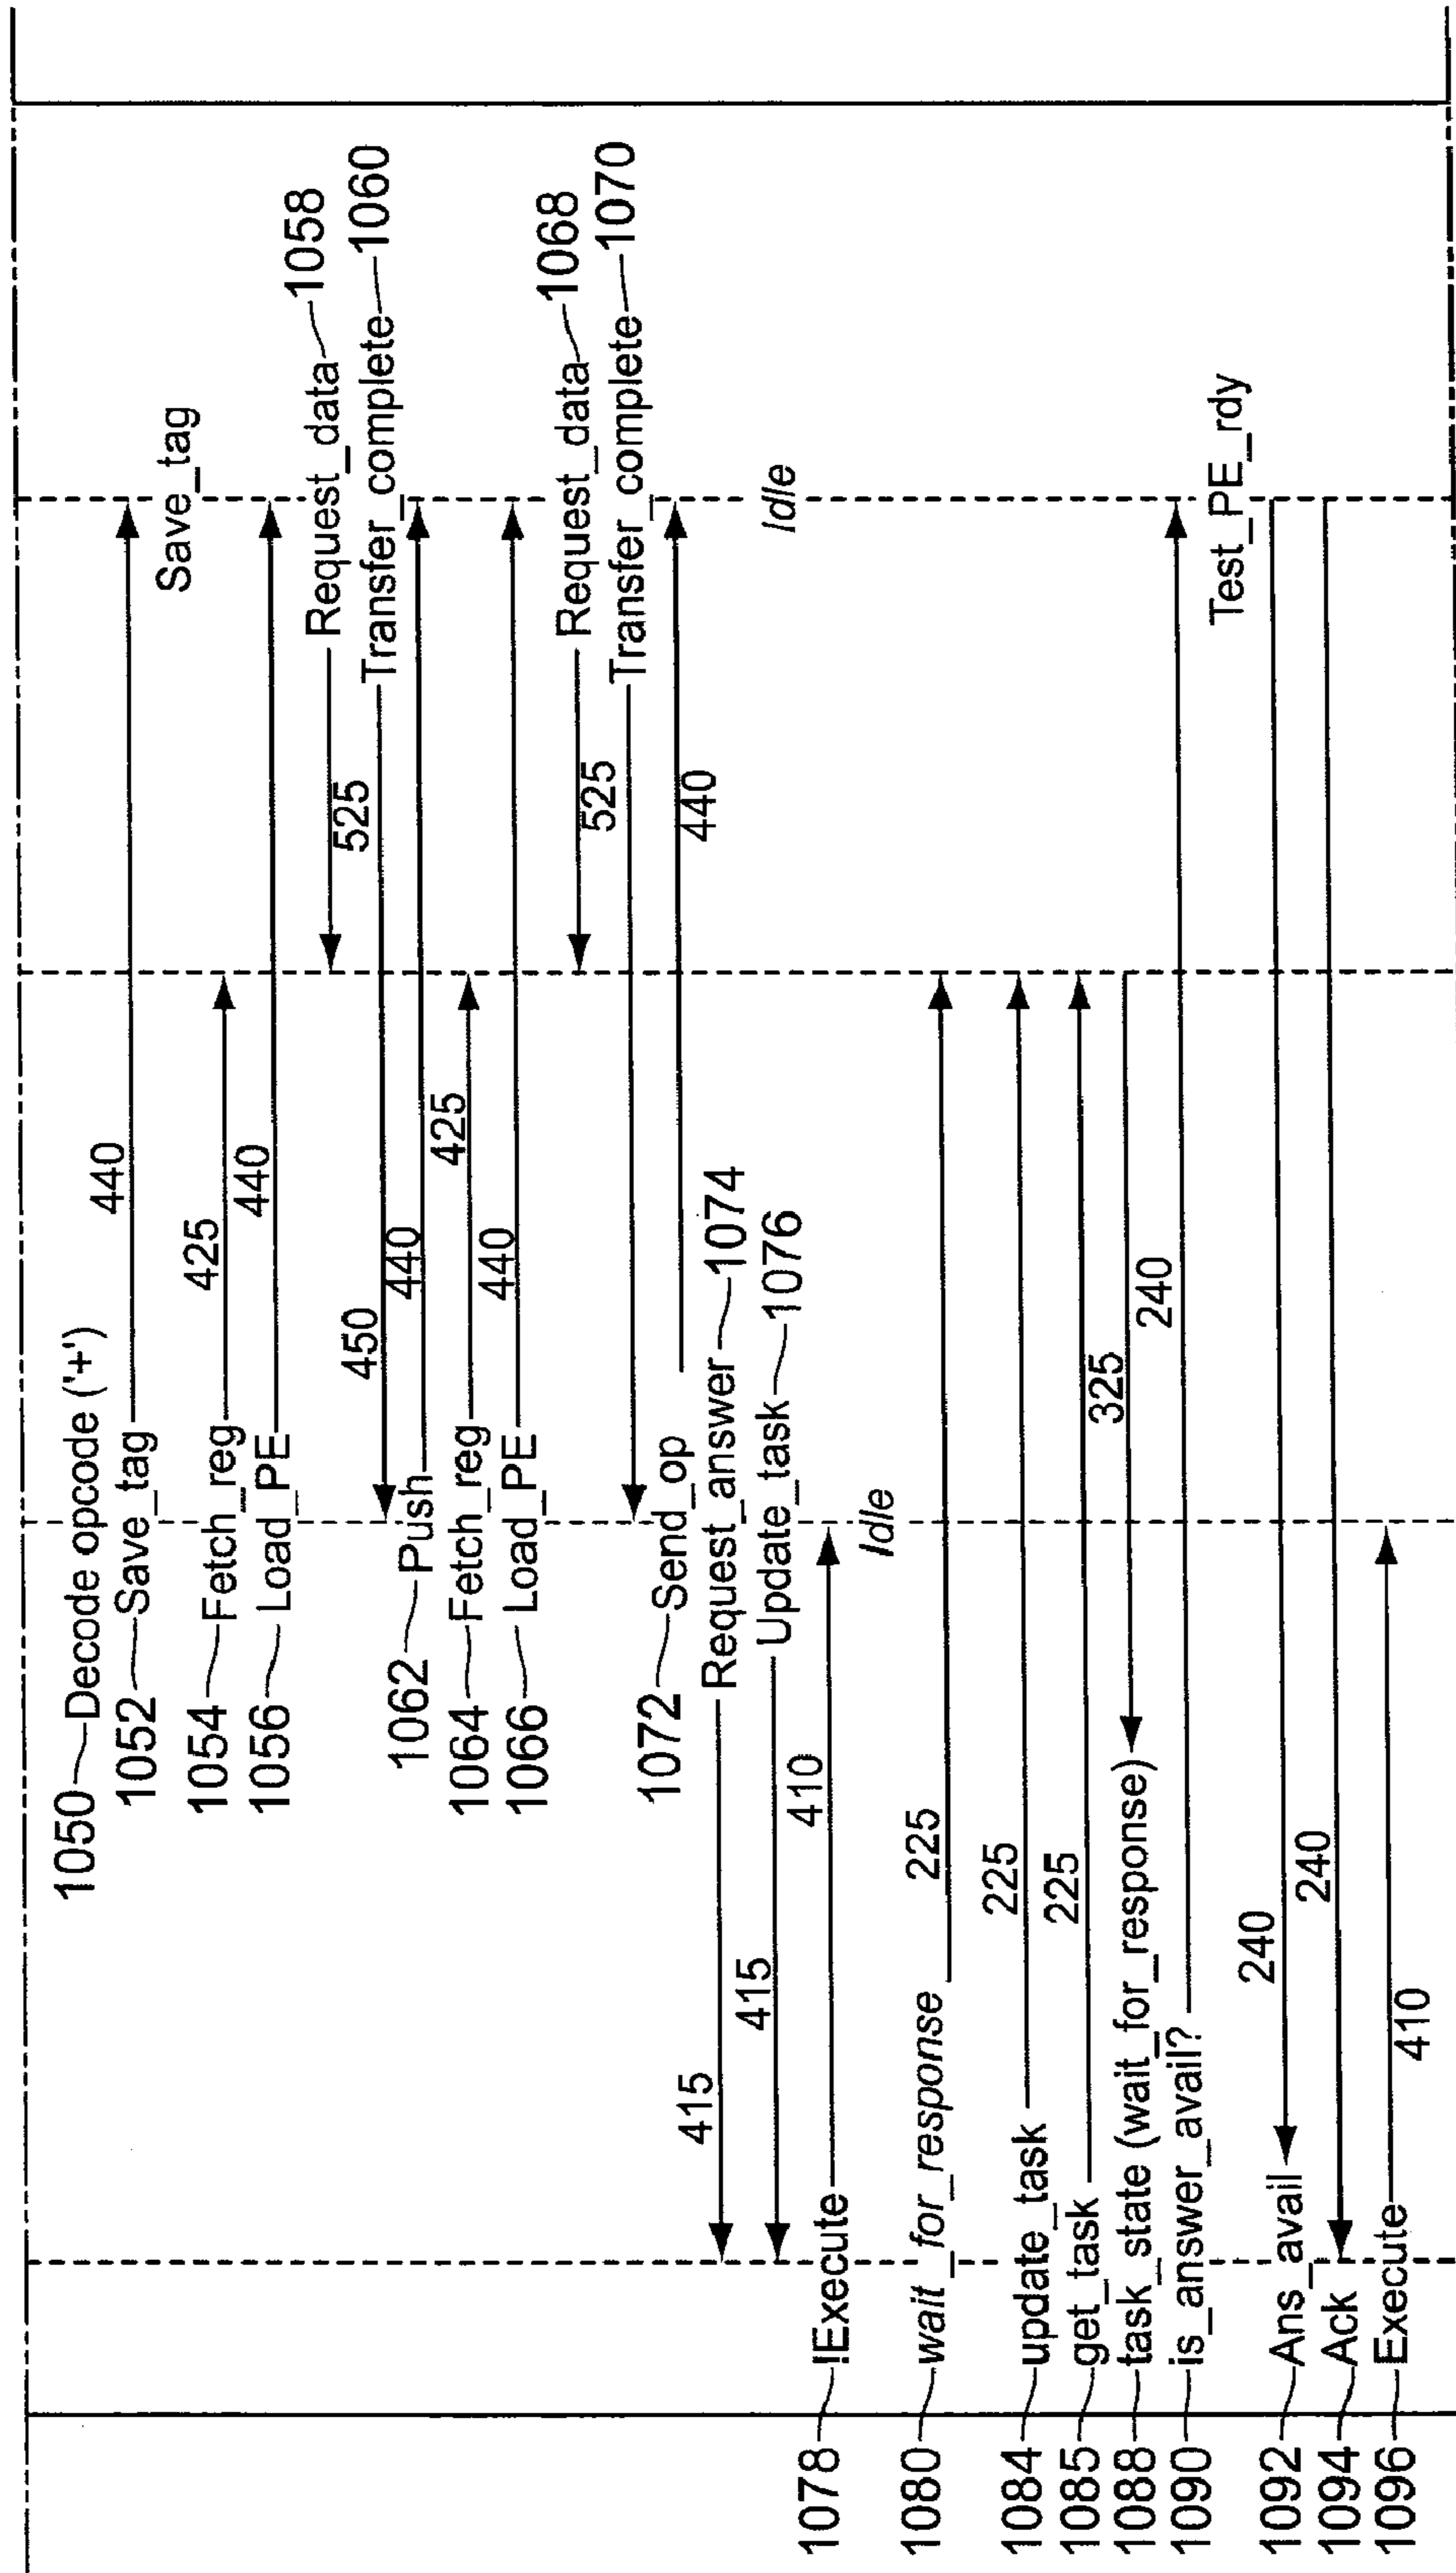 1050 Decode opcode ('+')
1052 Save_tag 440
Save_tag
1054 Fetch_reg 425
1056 Load_PE 440
Request_data 1058
525
Transfer_complete 1060
450
1062 Push 440
1064 Fetch_reg 425
1066 Load_PE 440
Request_data 1068
525
Transfer_complete 1070
1072 Send_op 440
415 Request_answer 1074
415 Update_task 1076
Idle
1078 !Execute 410
Idle
1080 wait_for_response 225
1084 update_task 225
1085 get_task 225
1088 task_state (wait_for_response) 325
1090 is_answer_avail? 240
Test_PE_rdy
1092 Ans_avail 240
1094 Ack 240
1096 Execute 410